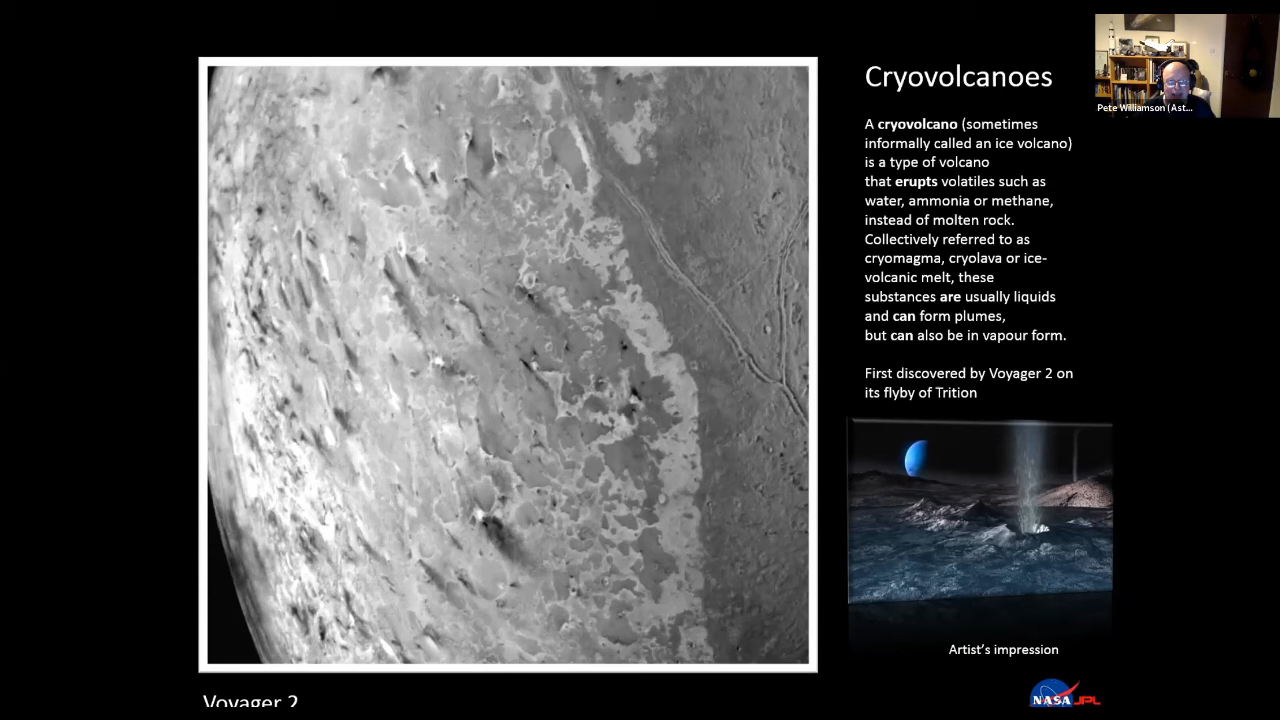 Cryovolcanoes
A cryovolcano (sometimes
informally called an ice volcano)
is a type of volcano
that erupts volatiles such as
water, ammonia or methane,
instead of molten rock.
Collectively referred to as
cryomagma, cryolava or ice-
volcanic melt, these
substances are usually liquids
and can form plumes,
but can also be in vapour form.
First discovered by Voyager 2 on
its flyby of Trition
Artist's impression
Voyager 2
NASA JPL
Pete Williamson (Ast...